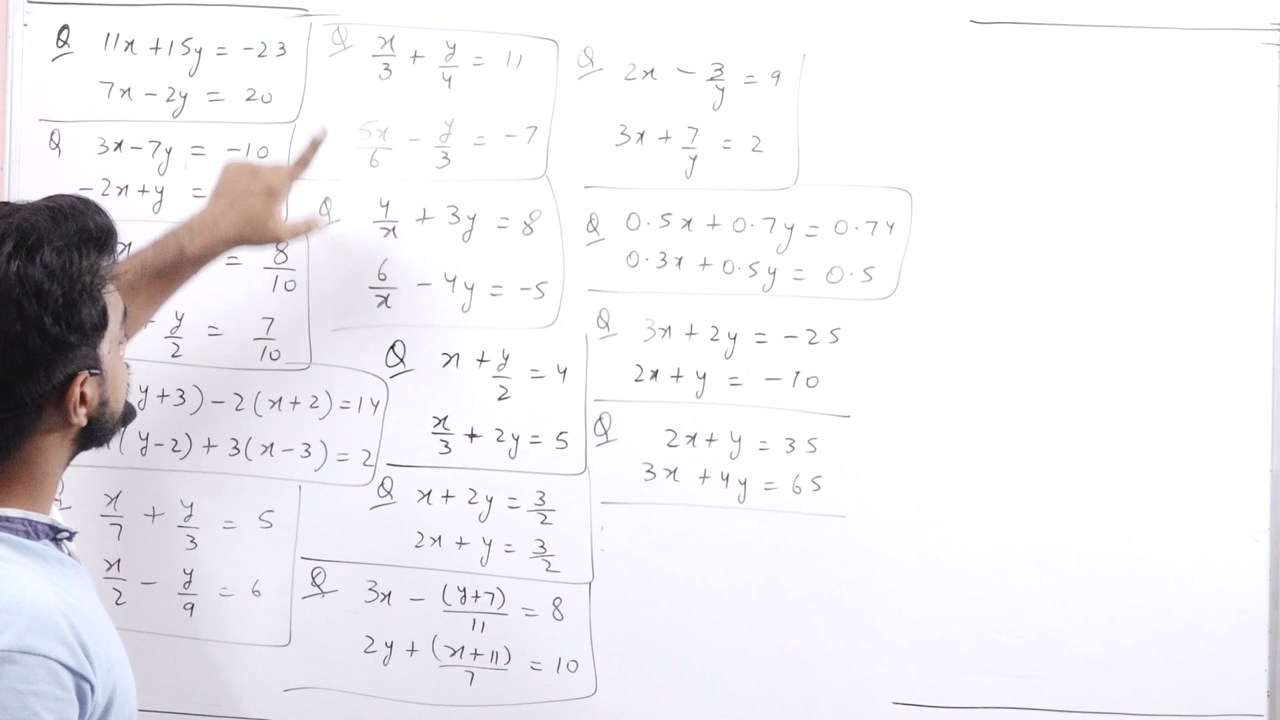 Q 11x + 15y = -23
7x - 2y = 20
Q 3x - 7y = -10
-2x + y =
x = 8/10
+ y/2 = 7/10
y + 3) - 2(x + 2) = 14
(y - 2) + 3(x - 3) = 2
x/7 + y/3 = 5
x/2 - y/9 = 6
Q x/3 + y/4 = 11
5x/6 - y/3 = -7
Q 4/x + 3y = 8
6/x - 4y = -5
Q x + y/2 = 4
x/3 + 2y = 5
Q x + 2y = 3/2
2x + y = 3/2
Q 3x - (y+7)/11 = 8
2y + (x+11)/7 = 10
Q 2x - 3/y = 9
3x + 7/y = 2
Q 0.5x + 0.7y = 0.74
0.3x + 0.5y = 0.5
Q 3x + 2y = -25
2x + y = -10
Q 2x + y = 35
3x + 4y = 65